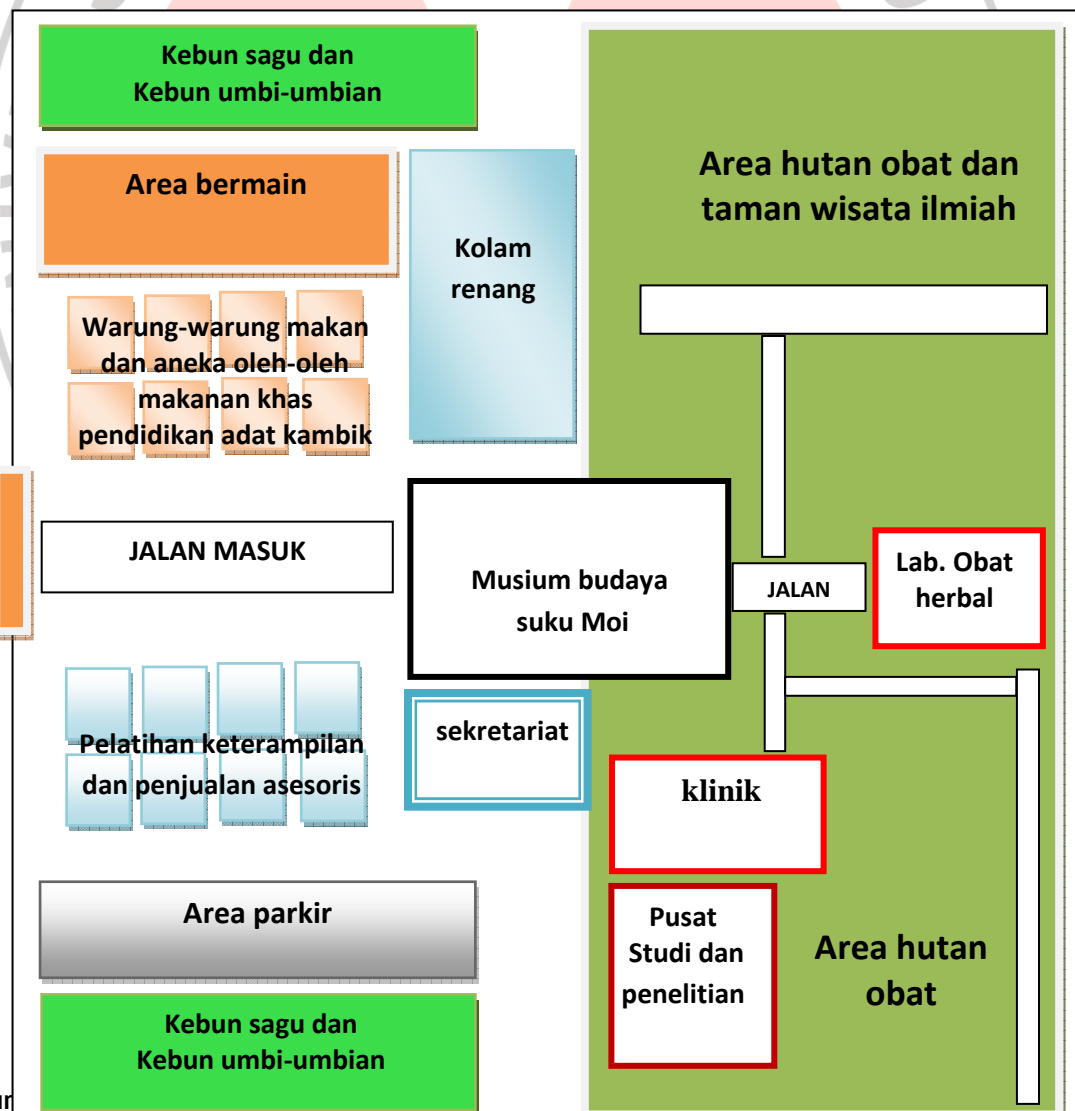 Kebun sagu dan
Kebun umbi-umbian
Area bermain
Kolam
renang
Area hutan obat dan
taman wisata ilmiah
Warung-warung makan
dan aneka oleh-oleh
makanan khas
pendidikan adat kambik
JALAN MASUK
Musium budaya
suku Moi
JALAN
Lab. Obat
herbal
Pelatihan keterampilan
dan penjualan asesoris
sekretariat
klinik
Area parkir
Pusat
Studi dan
penelitian
Area hutan
obat
Kebun sagu dan
Kebun umbi-umbian